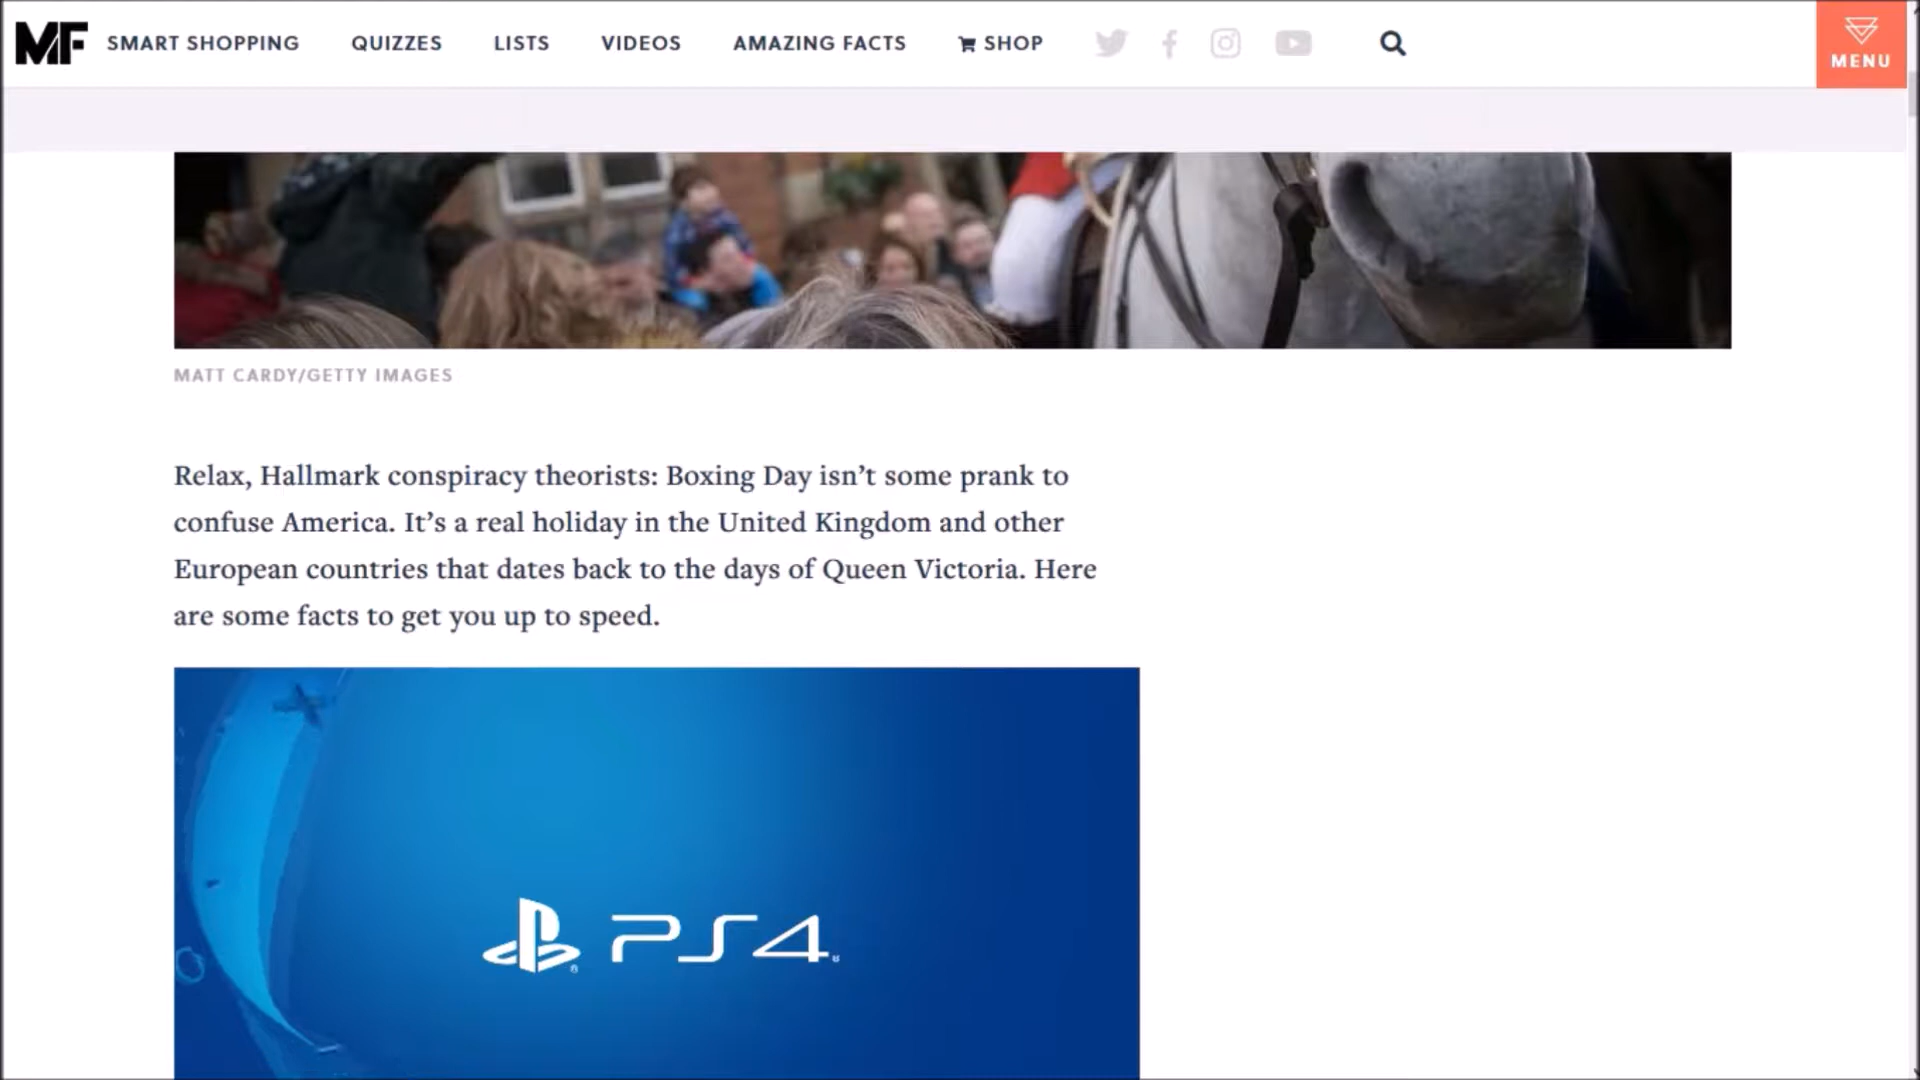 MF SMART SHOPPING QUIZZES LISTS VIDEOS AMAZING FACTS SHOP MENU
MATT CARDY/GETTY IMAGES
Relax, Hallmark conspiracy theorists: Boxing Day isn’t some prank to
confuse America. It’s a real holiday in the United Kingdom and other
European countries that dates back to the days of Queen Victoria. Here
are some facts to get you up to speed.
PS4